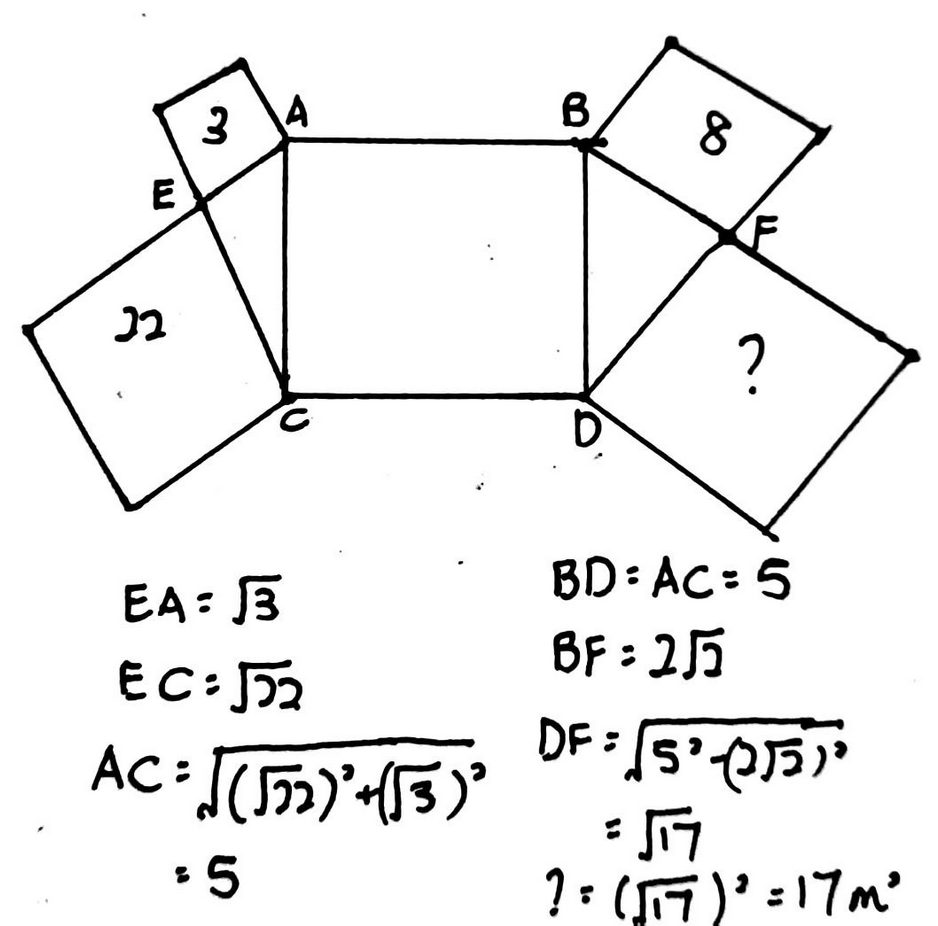 3
A
B
8
E
F
22
?
C
D
EA = √3
EC = √22
AC = √(√22)² + (√3)²
= 5
BD = AC = 5
BF = 2√2
DF = √5² - (2√2)²
= √17
? = (√17)² = 17m²